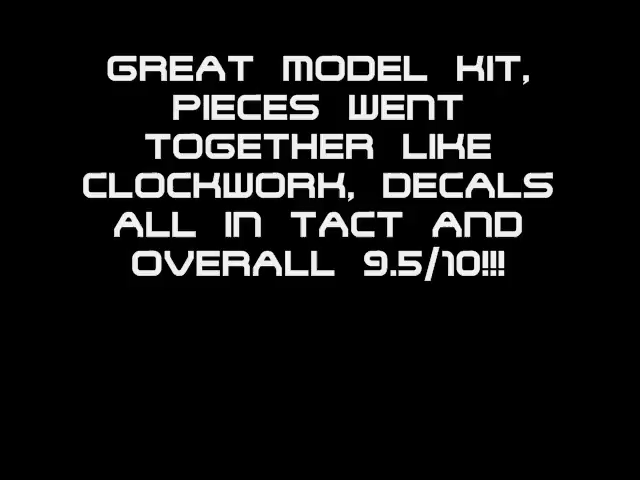 GREAT MODEL KIT,
PIECES WENT
TOGETHER LIKE
CLOCKWORK, DECALS
ALL IN TACT AND
OVERALL 9.5/10!!!